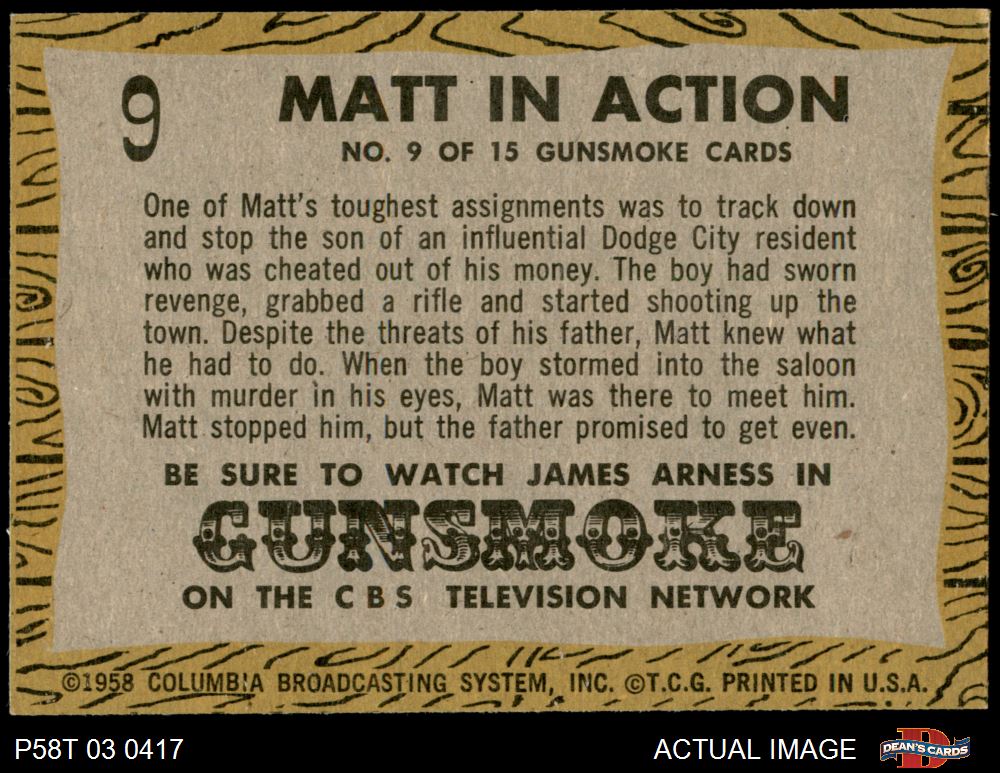 9
MATT IN ACTION
NO. 9 OF 15 GUNSMOKE CARDS
One of Matt's toughest assignments was to track down
and stop the son of an influential Dodge City resident
who was cheated out of his money. The boy had sworn
revenge, grabbed a rifle and started shooting up the
town. Despite the threats of his father, Matt knew what
he had to do. When the boy stormed into the saloon
with murder in his eyes, Matt was there to meet him.
Matt stopped him, but the father promised to get even.
BE SURE TO WATCH JAMES ARNESS IN
GUNSMOKE
ON THE C B S TELEVISION NETWORK
©1958 COLUMBIA BROADCASTING SYSTEM, INC. ©T.C.G. PRINTED IN U.S.A.
P58T 03 0417
ACTUAL IMAGE
D
DEAN'S CARDS